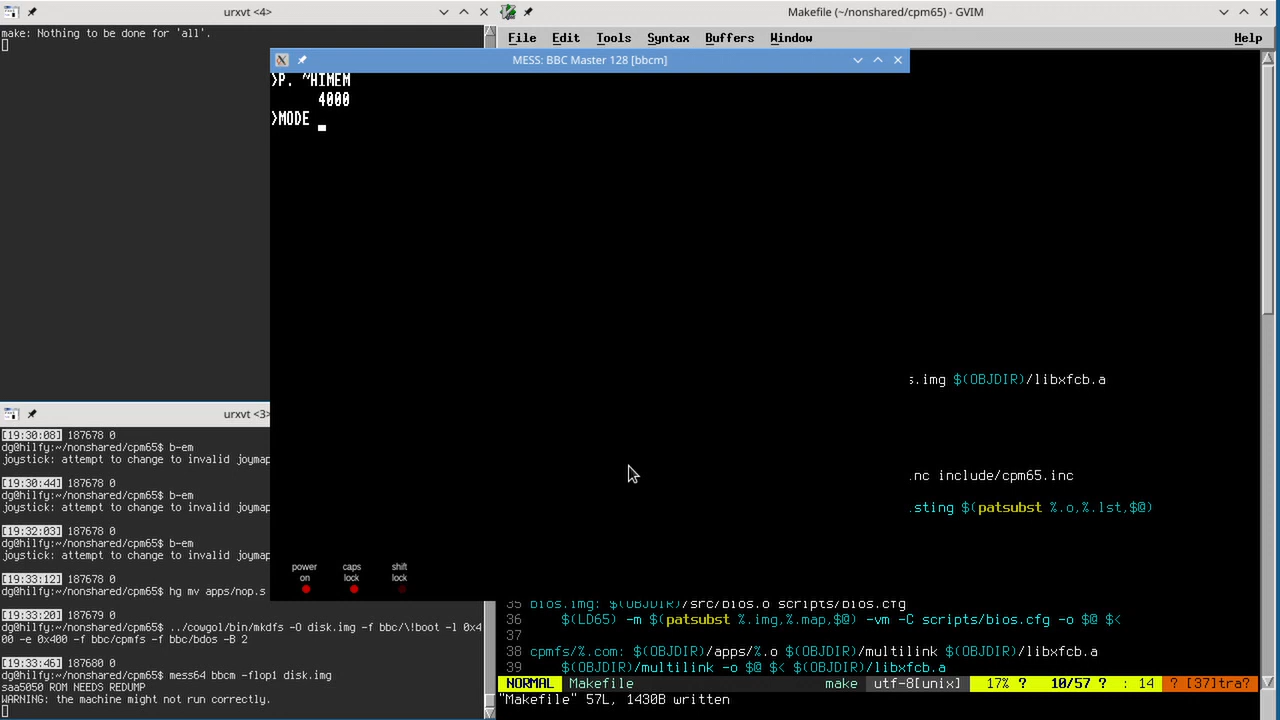 urxvt <4>
make: Nothing to be done for 'all'.
Makefile (~/nonshared/cpm65) - GVIM
File Edit Tools Syntax Buffers Window Help
MESS: BBC Master 128 [bbcm]
>P. ~HIMEM
4000
>MODE
power on
caps lock
shift lock
s.img $(OBJDIR)/libxfcb.a
.nc include/cpm65.inc
.sting $(patsubst %.o,%.lst,$@)
35 bios.img: $(OBJDIR)/src/bios.o scripts/bios.cfg
36 $(LD65) -m $(patsubst %.img,%.map,$@) -vm -C scripts/bios.cfg -o $@ $<
37
38 cpmfs/%.com: $(OBJDIR)/apps/%.o $(OBJDIR)/multilink $(OBJDIR)/libxfcb.a
39 $(OBJDIR)/multilink -o $@ $< $(OBJDIR)/libxfcb.a
NORMAL Makefile make utf-8[unix] 17% ? 10/57 ? : 14 ? [37]tra?
"Makefile" 57L, 1430B written
urxvt <3>
[19:30:08] 187678 0
dg@hilfy:~/nonshared/cpm65$ b-em
joystick: attempt to change to invalid joymap
[19:30:44] 187678 0
dg@hilfy:~/nonshared/cpm65$ b-em
joystick: attempt to change to invalid joymap
[19:32:03] 187678 0
dg@hilfy:~/nonshared/cpm65$ b-em
joystick: attempt to change to invalid joymap
[19:33:12] 187678 0
dg@hilfy:~/nonshared/cpm65$ hg mv apps/nop.s
[19:33:20] 187679 0
dg@hilfy:~/nonshared/cpm65$ ../cowgol/bin/mkdfs -O disk.img -f bbc/\!boot -l 0x4
00 -e 0x400 -f bbc/cpmfs -f bbc/bdos -B 2
[19:33:46] 187680 0
dg@hilfy:~/nonshared/cpm65$ mess64 bbcm -flop1 disk.img
saa5050 ROM NEEDS REDUMP
WARNING: the machine might not run correctly.